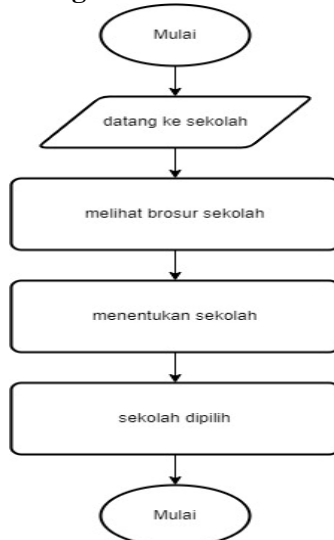 Mulai
datang ke sekolah
melihat brosur sekolah
menentukan sekolah
sekolah dipilih
Mulai